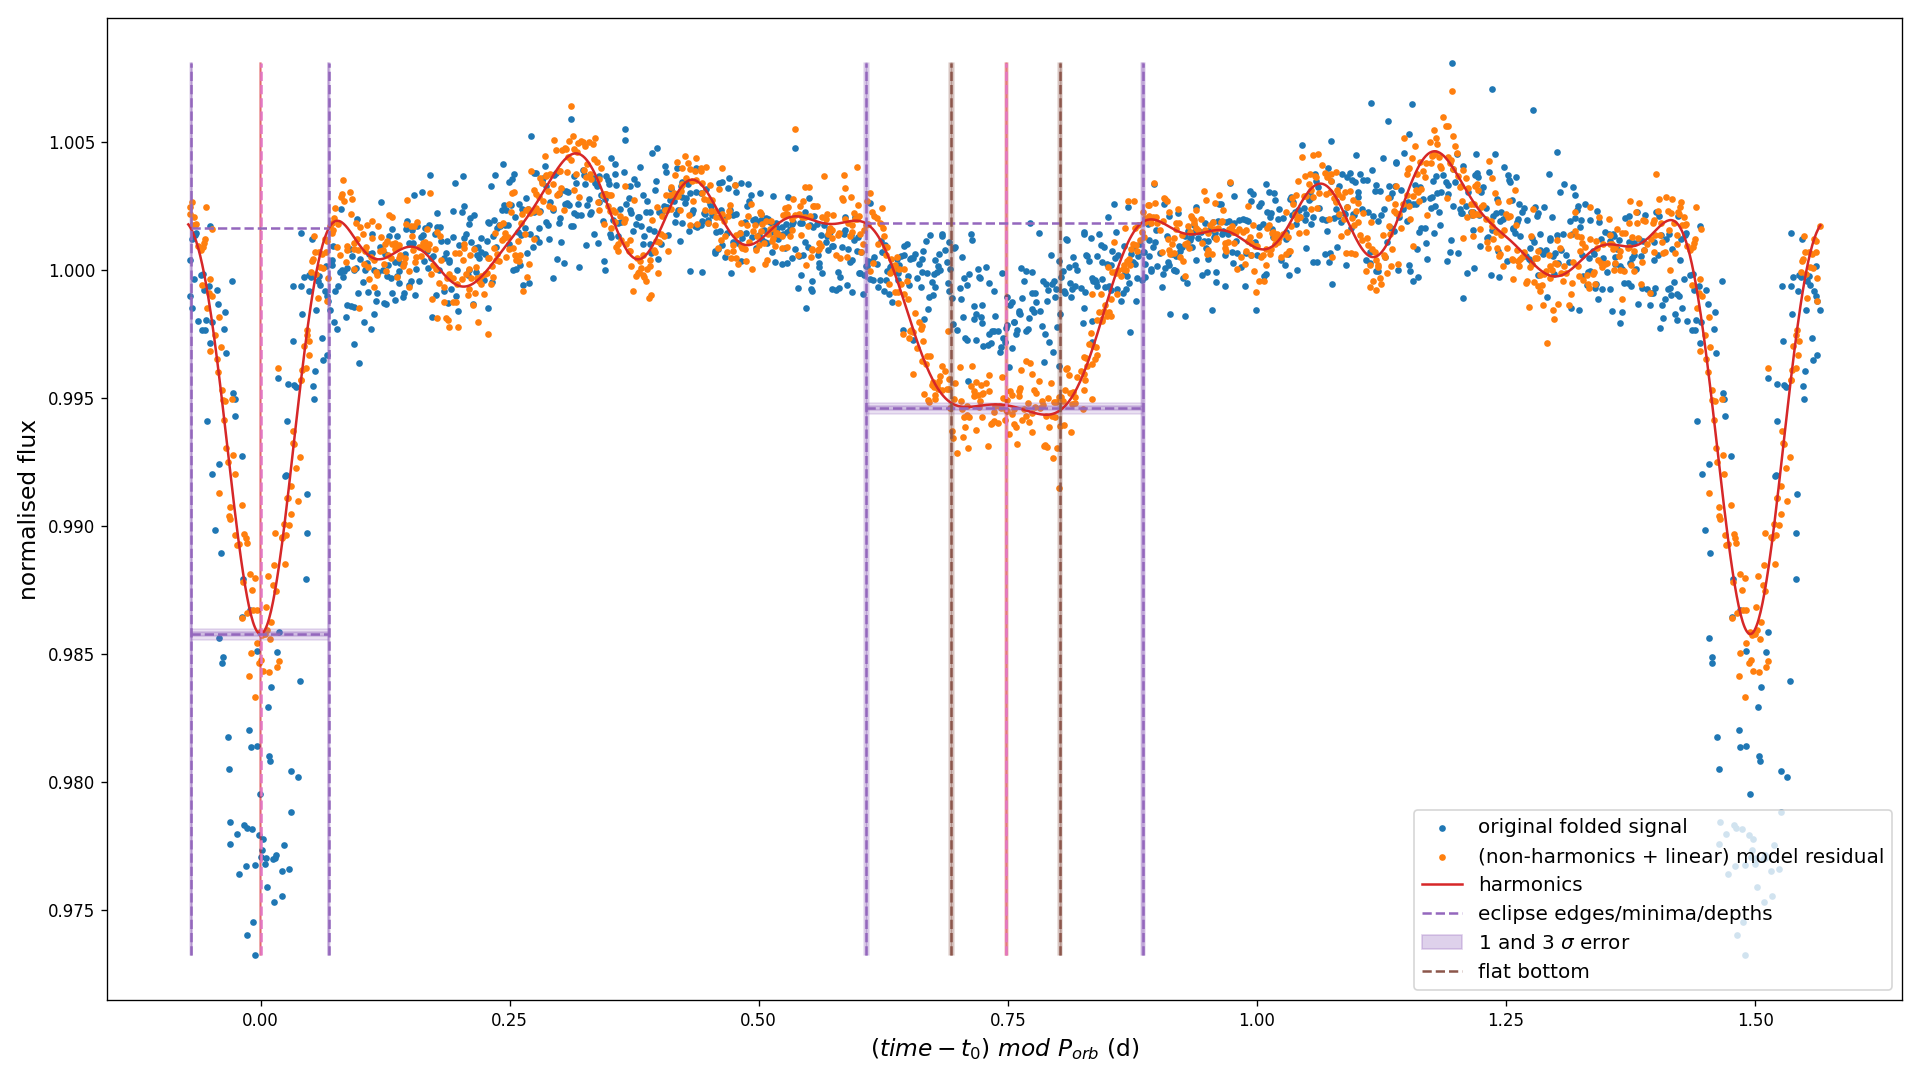 normalised flux
1.005
1.000
0.995
0.990
0.985
0.980
0.975
0.00
0.25
0.50
0.75
1.00
1.25
1.50
(time − t₀) mod Pₒᵣb (d)
original folded signal
(non-harmonics + linear) model residual
harmonics
eclipse edges/minima/depths
1 and 3 σ error
flat bottom